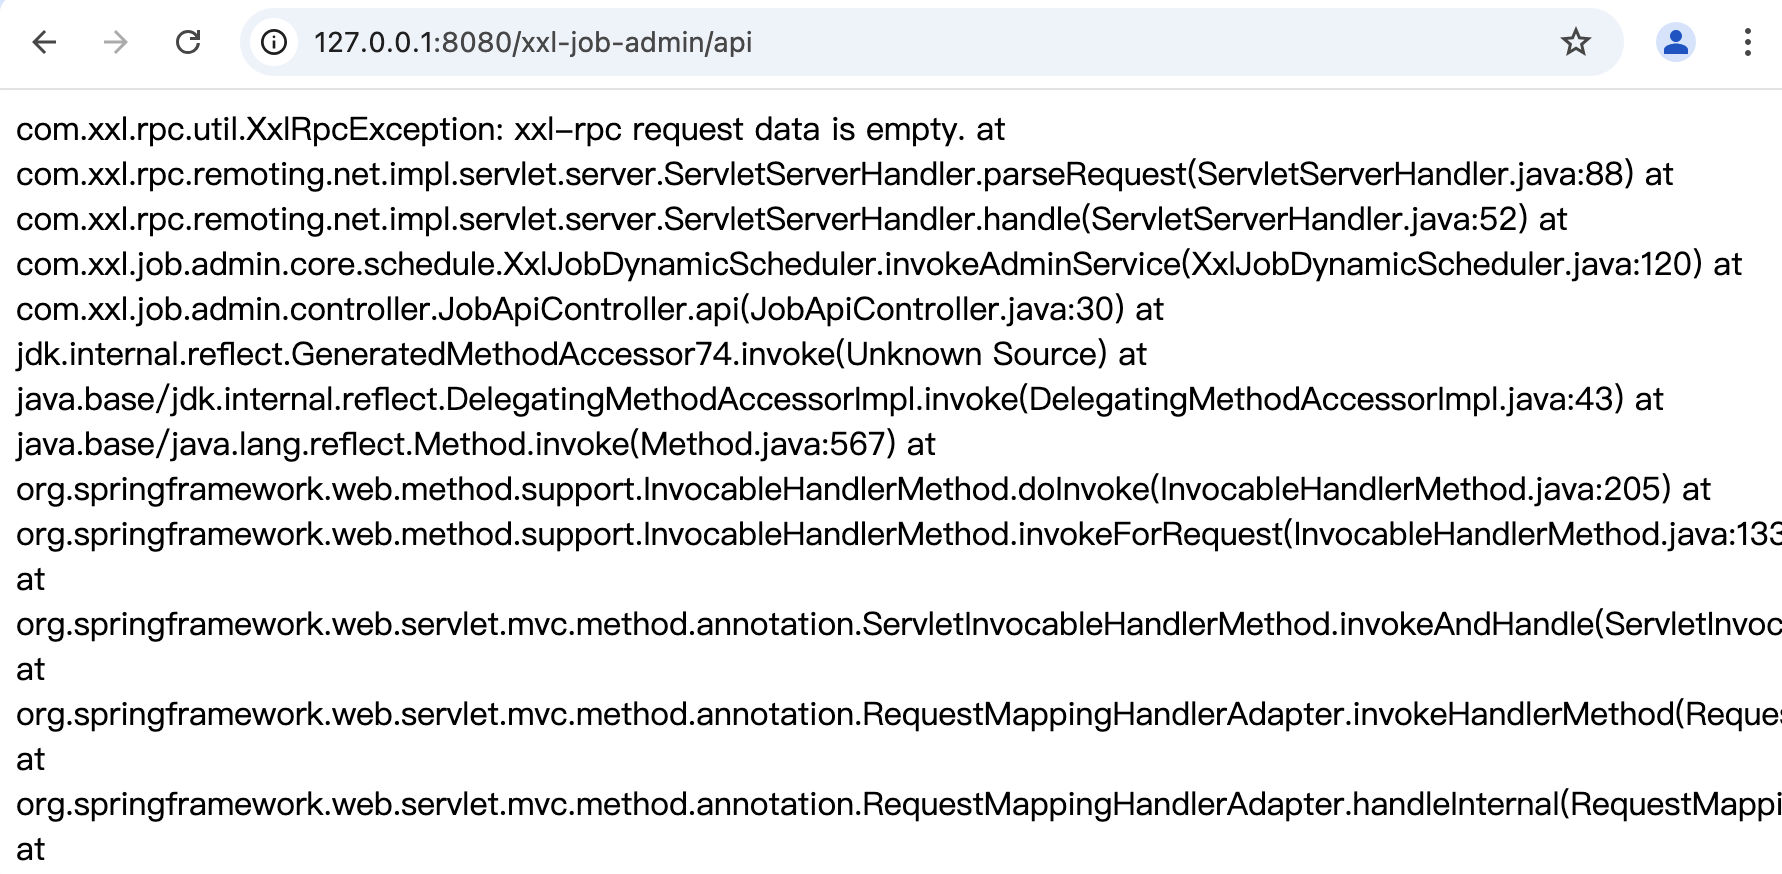 127.0.0.1:8080/xxl-job-admin/api
com.xxl.rpc.util.XxlRpcException: xxl-rpc request data is empty. at
com.xxl.rpc.remoting.net.impl.servlet.server.ServletServerHandler.parseRequest(ServletServerHandler.java:88) at
com.xxl.rpc.remoting.net.impl.servlet.server.ServletServerHandler.handle(ServletServerHandler.java:52) at
com.xxl.job.admin.core.schedule.XxlJobDynamicScheduler.invokeAdminService(XxlJobDynamicScheduler.java:120) at
com.xxl.job.admin.controller.JobApiController.api(JobApiController.java:30) at
jdk.internal.reflect.GeneratedMethodAccessor74.invoke(Unknown Source) at
java.base/jdk.internal.reflect.DelegatingMethodAccessorImpl.invoke(DelegatingMethodAccessorImpl.java:43) at
java.base/java.lang.reflect.Method.invoke(Method.java:567) at
org.springframework.web.method.support.InvocableHandlerMethod.doInvoke(InvocableHandlerMethod.java:205) at
org.springframework.web.method.support.InvocableHandlerMethod.invokeForRequest(InvocableHandlerMethod.java:133
at
org.springframework.web.servlet.mvc.method.annotation.ServletInvocableHandlerMethod.invokeAndHandle(ServletInvoc
at
org.springframework.web.servlet.mvc.method.annotation.RequestMappingHandlerAdapter.invokeHandlerMethod(Reques
at
org.springframework.web.servlet.mvc.method.annotation.RequestMappingHandlerAdapter.handleInternal(RequestMappi
at